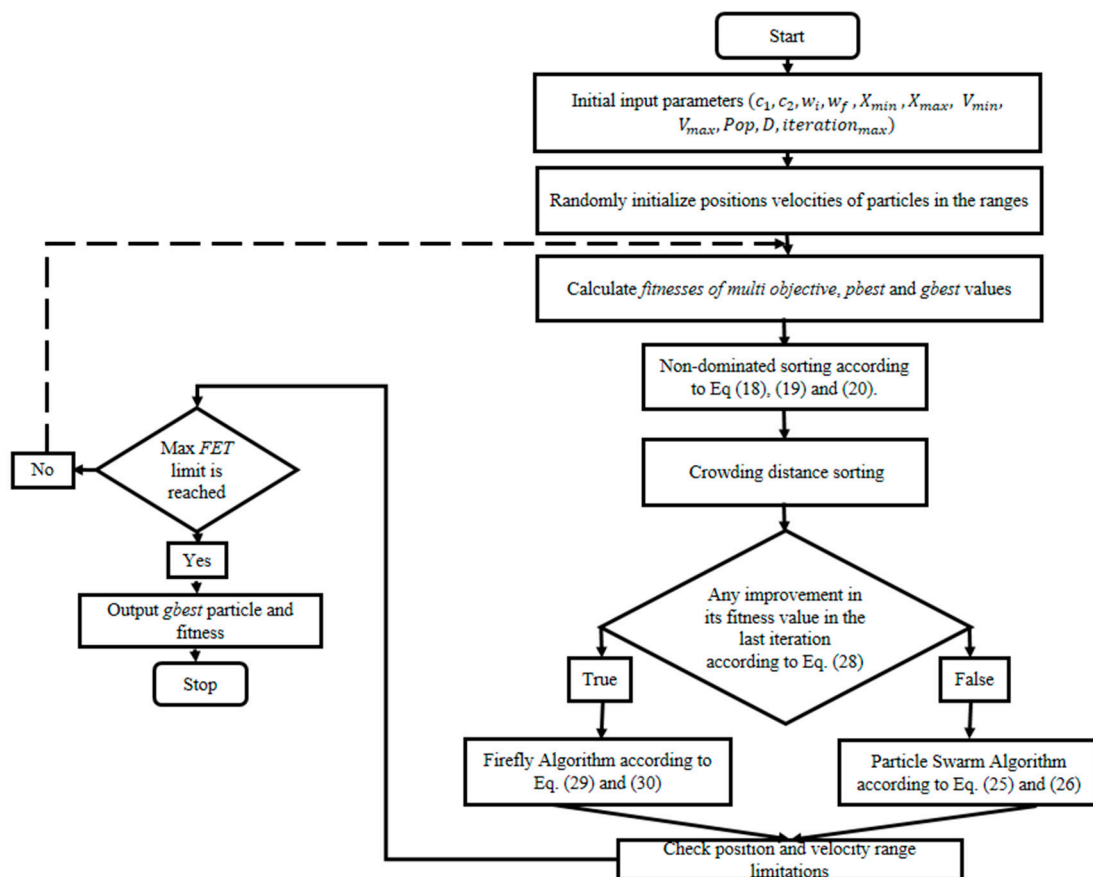 Start
Initial input parameters (c₁, c₂, wᵢ, w_f , X_min , X_max, V_min,
V_max, Pop, D, iteration_max)
Randomly initialize positions velocities of particles in the ranges
Calculate fitnesses of multi objective, pbest and gbest values
Non-dominated sorting according
to Eq (18), (19) and (20).
Crowding distance sorting
Any improvement in
its fitness value in the
last iteration
according to Eq. (28)
True
False
Firefly Algorithm according to
Eq. (29) and (30)
Particle Swarm Algorithm
according to Eq. (25) and (26)
Check position and velocity range
limitations
Max FET
limit is
reached
No
Yes
Output gbest particle and
fitness
Stop